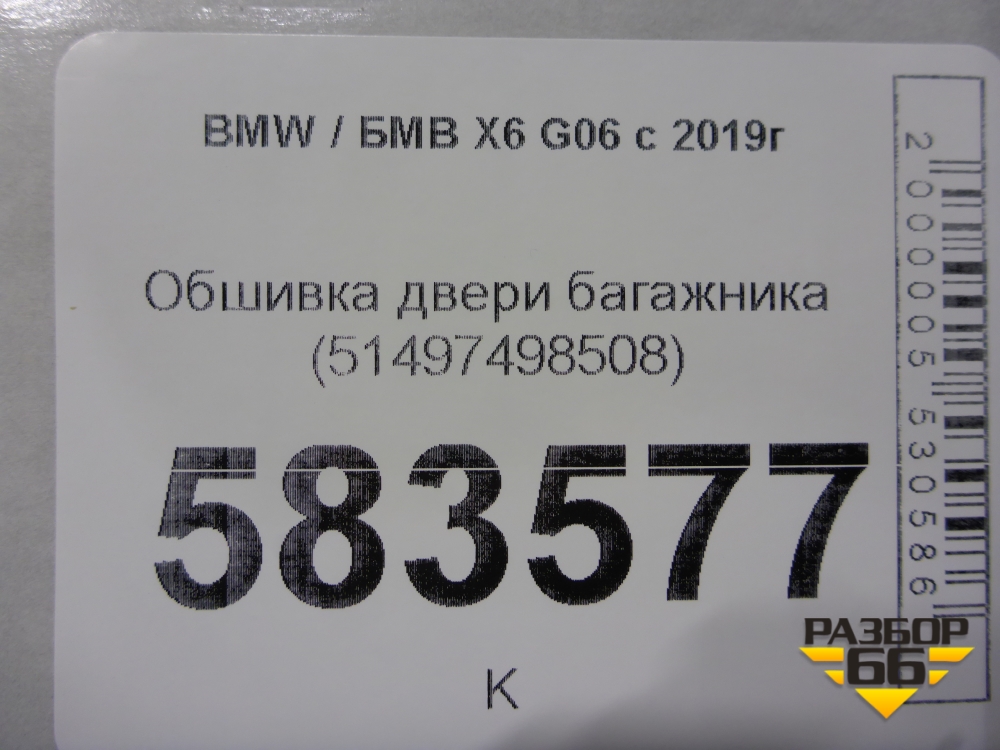 BMW / БМВ X6 G06 с 2019г
Обшивка двери багажника
(51497498508)
583577
К
2000005530586
РАЗБОР
66